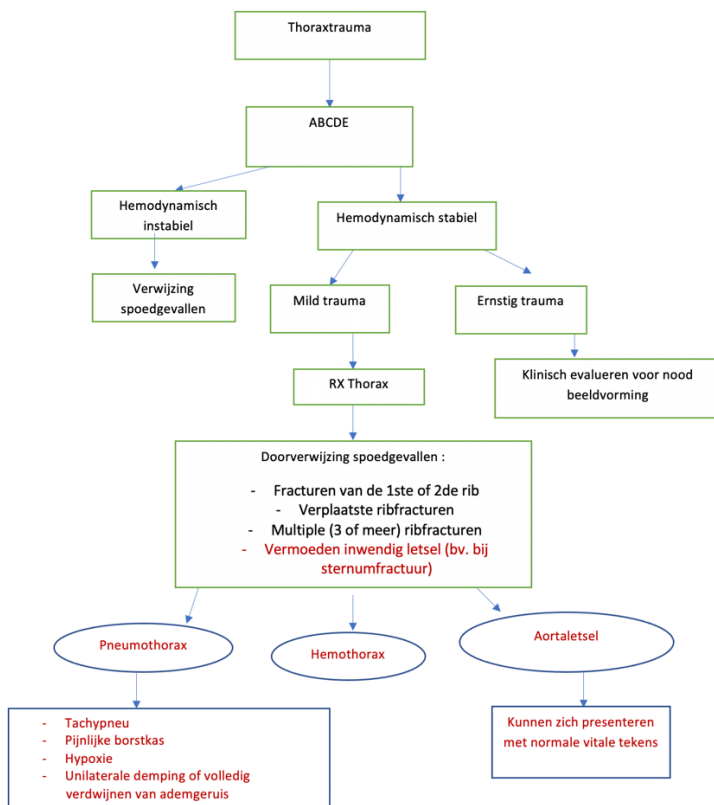 Thoraxtrauma
ABCDE
Hemodynamisch
instabiel
Hemodynamisch stabiel
Verwijzing
spoedgevallen
Mild trauma
Ernstig trauma
RX Thorax
Klinisch evalueren voor nood
beeldvorming
Doorverwijzing spoedgevallen :
- Fracturen van de 1ste of 2de rib
- Verplaatste ribfracturen
- Multiple (3 of meer) ribfracturen
- Vermoeden inwendig letsel (bv. bij
sternumfractuur)
Pneumothorax
Hemothorax
Aortaletsel
- Tachypneu
- Pijnlijke borstkas
- Hypoxie
- Unilaterale demping of volledig
verdwijnen van ademgeruis
Kunnen zich presenteren
met normale vitale tekens